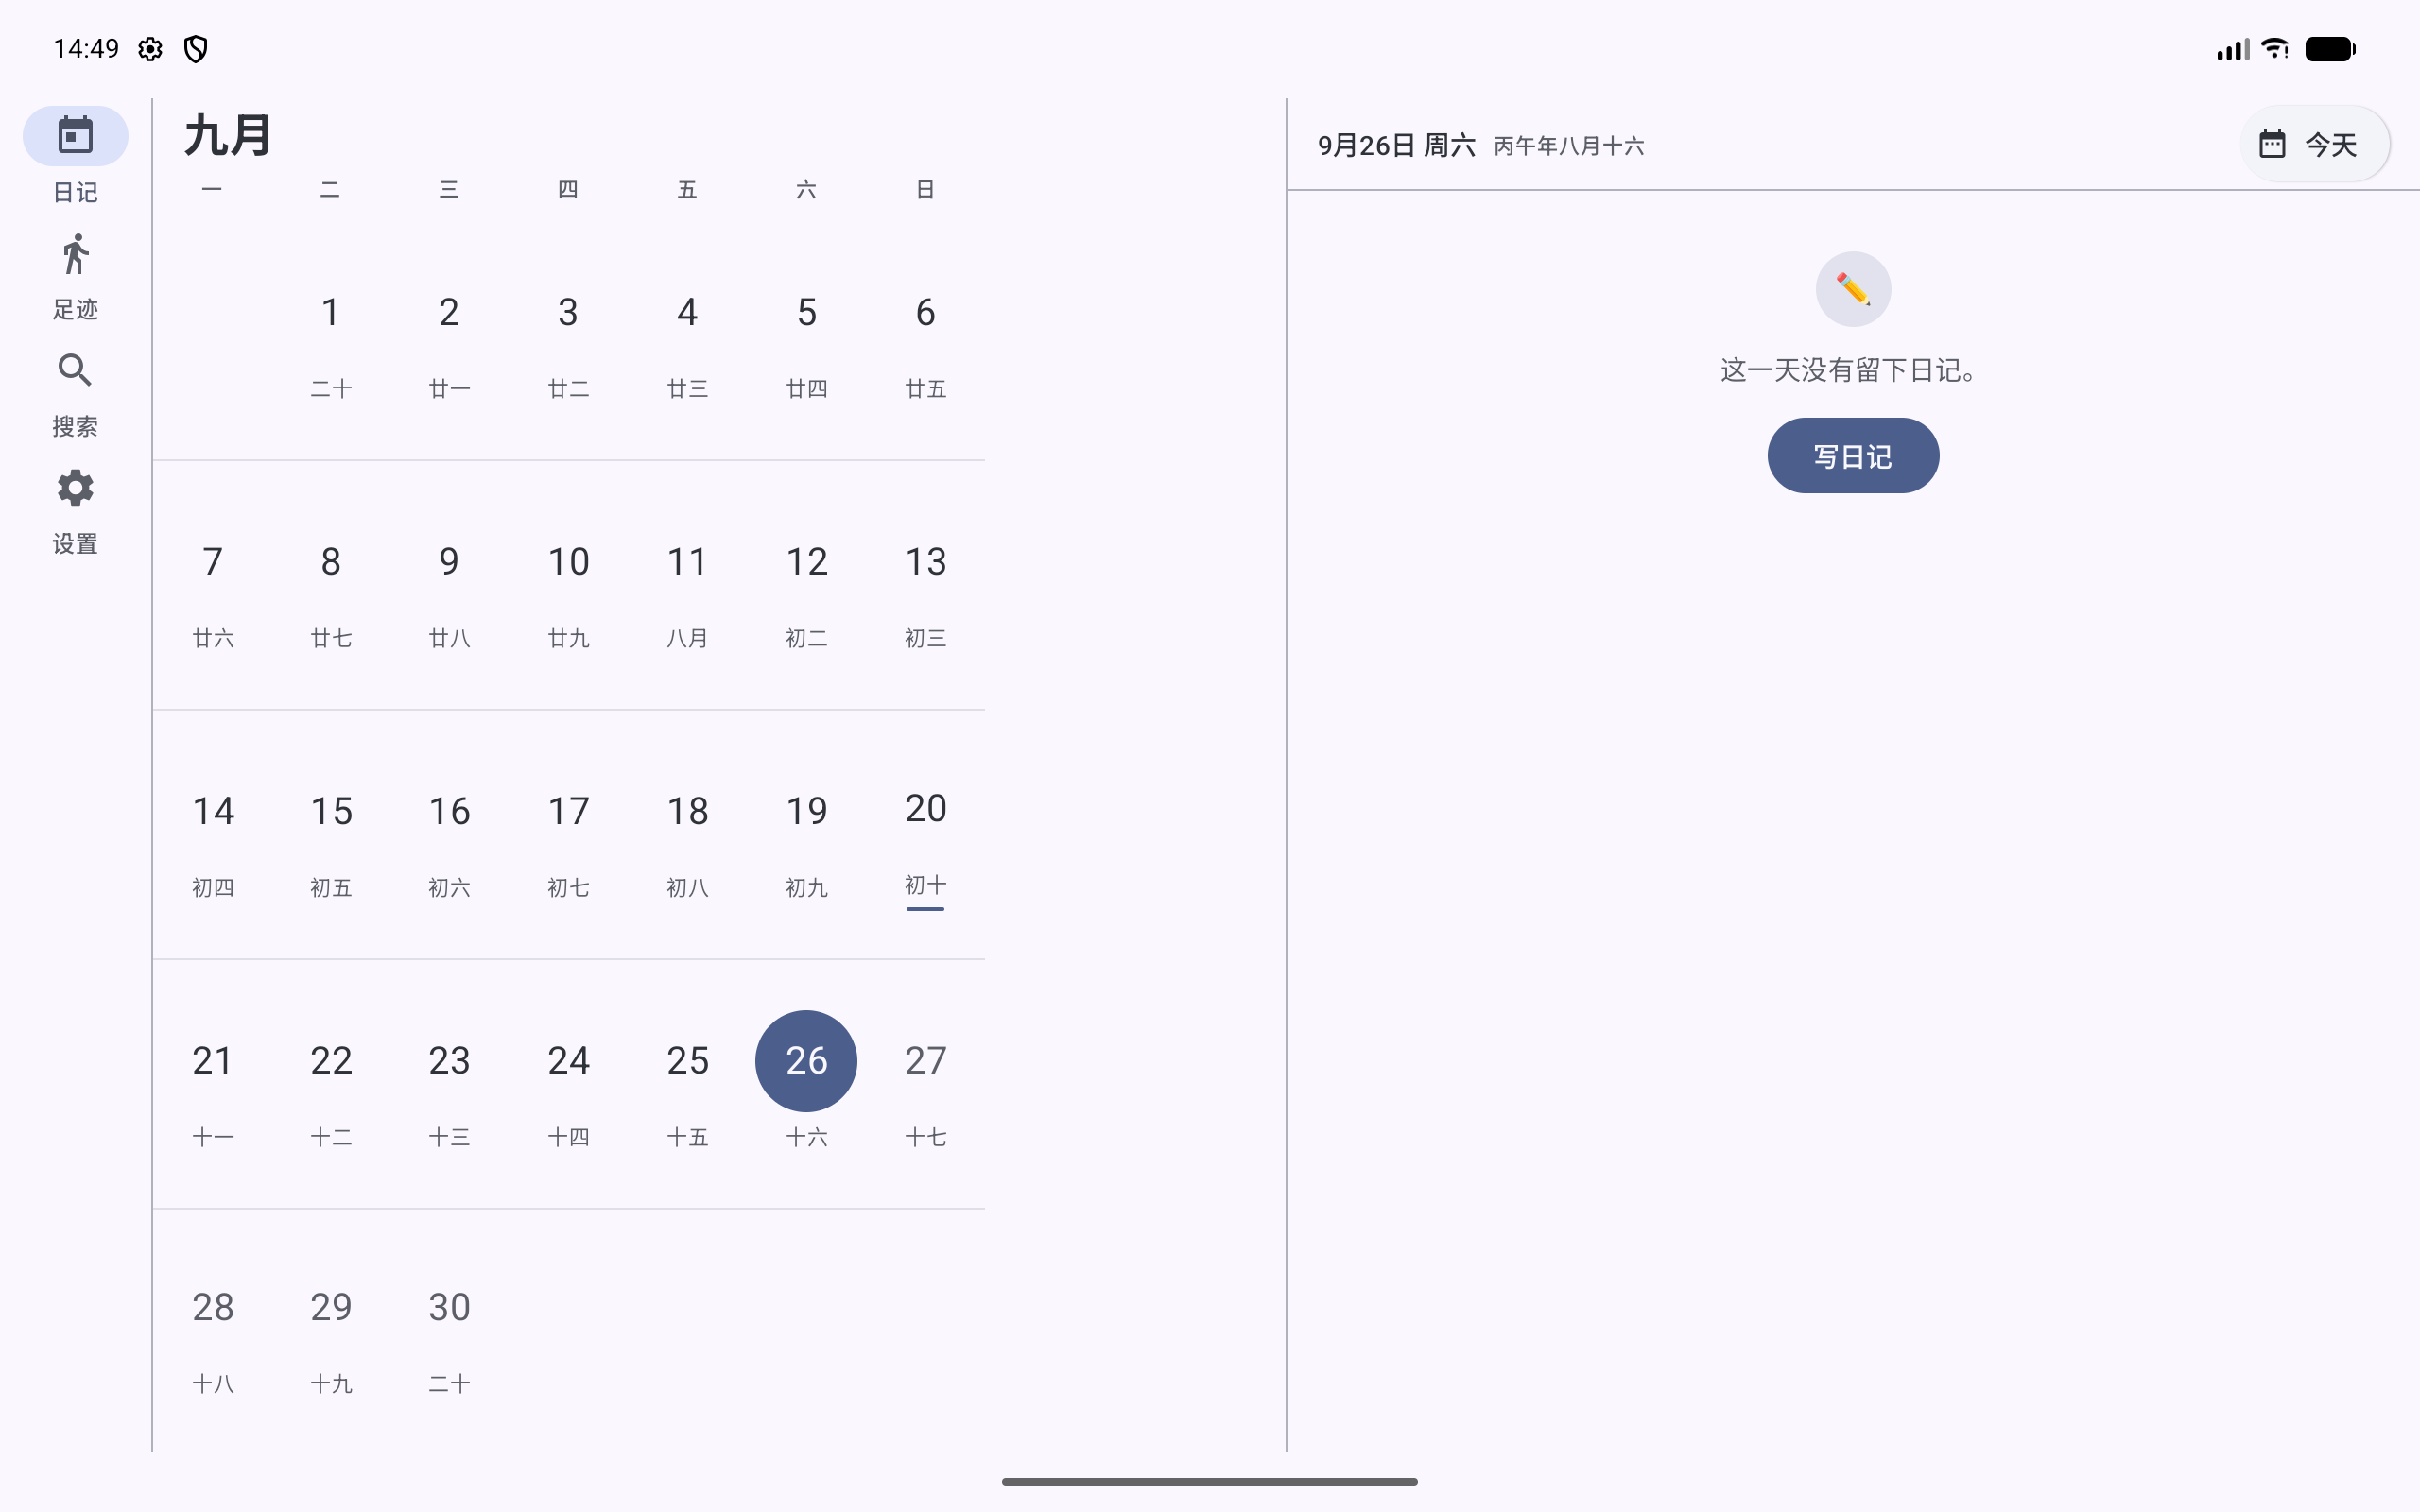 14:49
日记
足迹
搜索
设置
九月
一 二 三 四 五 六 日
1 2 3 4 5 6
二十 廿一 廿二 廿三 廿四 廿五
7 8 9 10 11 12 13
廿六 廿七 廿八 廿九 八月 初二 初三
14 15 16 17 18 19 20
初四 初五 初六 初七 初八 初九 初十
21 22 23 24 25 26 27
十一 十二 十三 十四 十五 十六 十七
28 29 30
十八 十九 二十
9月26日 周六 丙午年八月十六
今天
这一天没有留下日记。
写日记